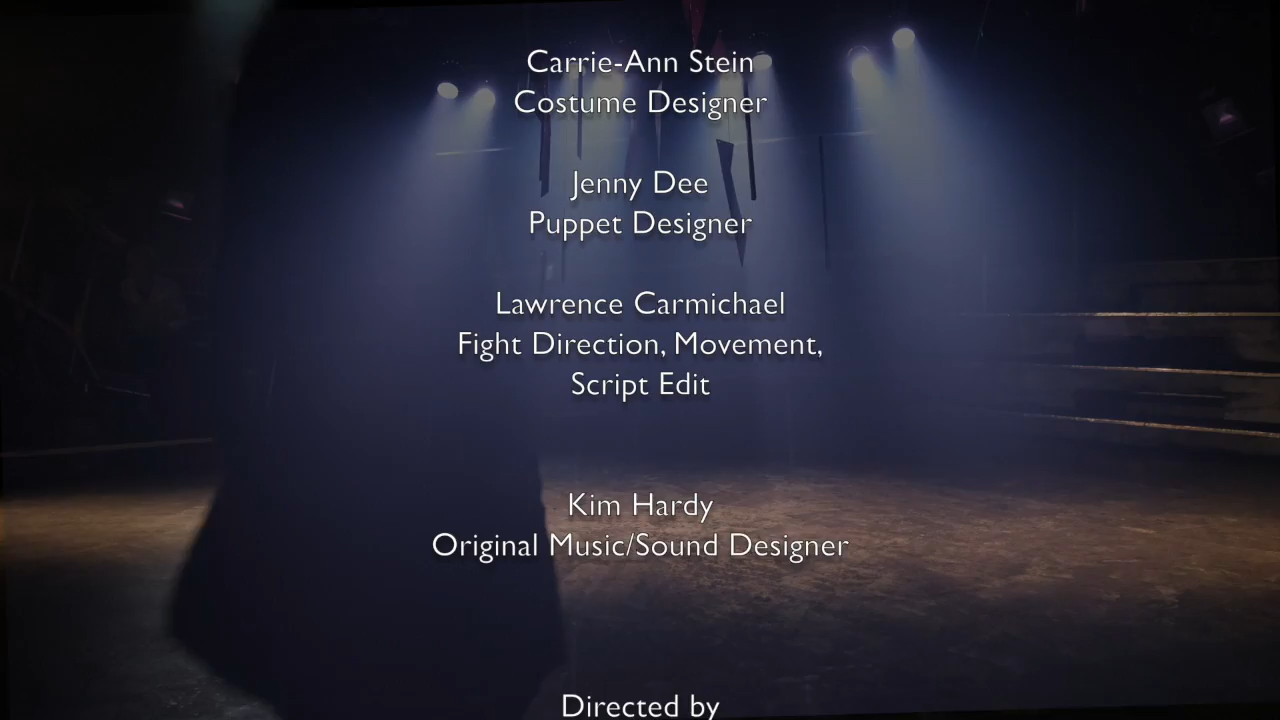 Carrie-Ann Stein
Costume Designer
Jenny Dee
Puppet Designer
Lawrence Carmichael
Fight Direction, Movement,
Script Edit
Kim Hardy
Original Music/Sound Designer
Directed by